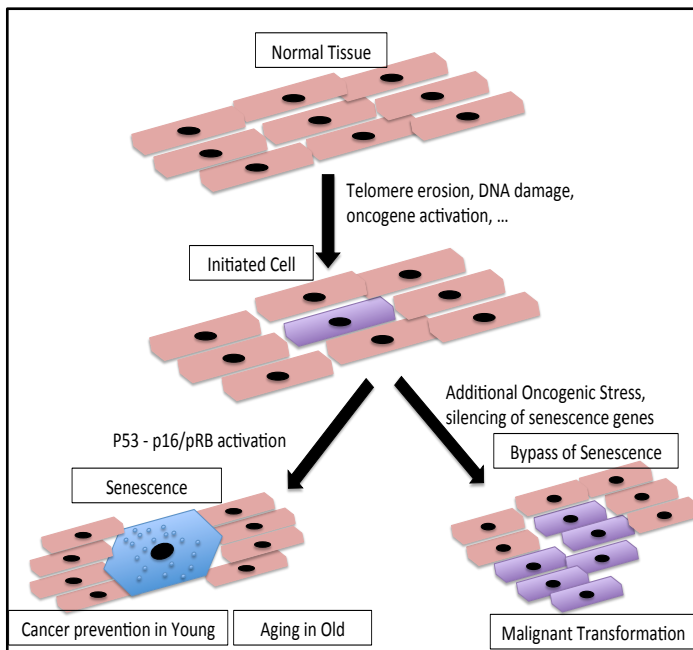 Normal Tissue
Telomere erosion, DNA damage,
oncogene activation, ...
Initiated Cell
Additional Oncogenic Stress,
silencing of senescence genes
P53 - p16/pRB activation
Bypass of Senescence
Senescence
Cancer prevention in Young
Aging in Old
Malignant Transformation